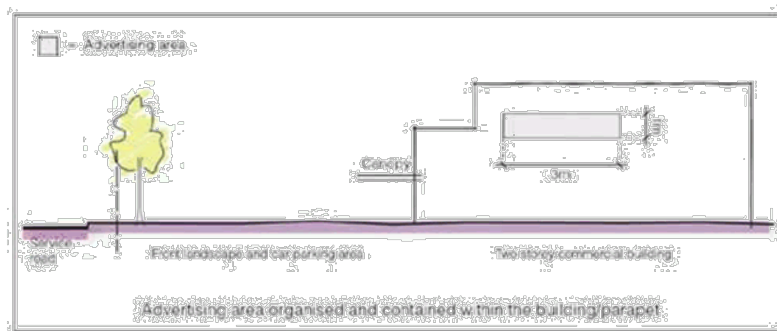 = Advertising area
Canopy
1m
3m
Service
road
Front landscape and car parking area
Two storey commercial building
Advertising area organised and contained within the building/parapet